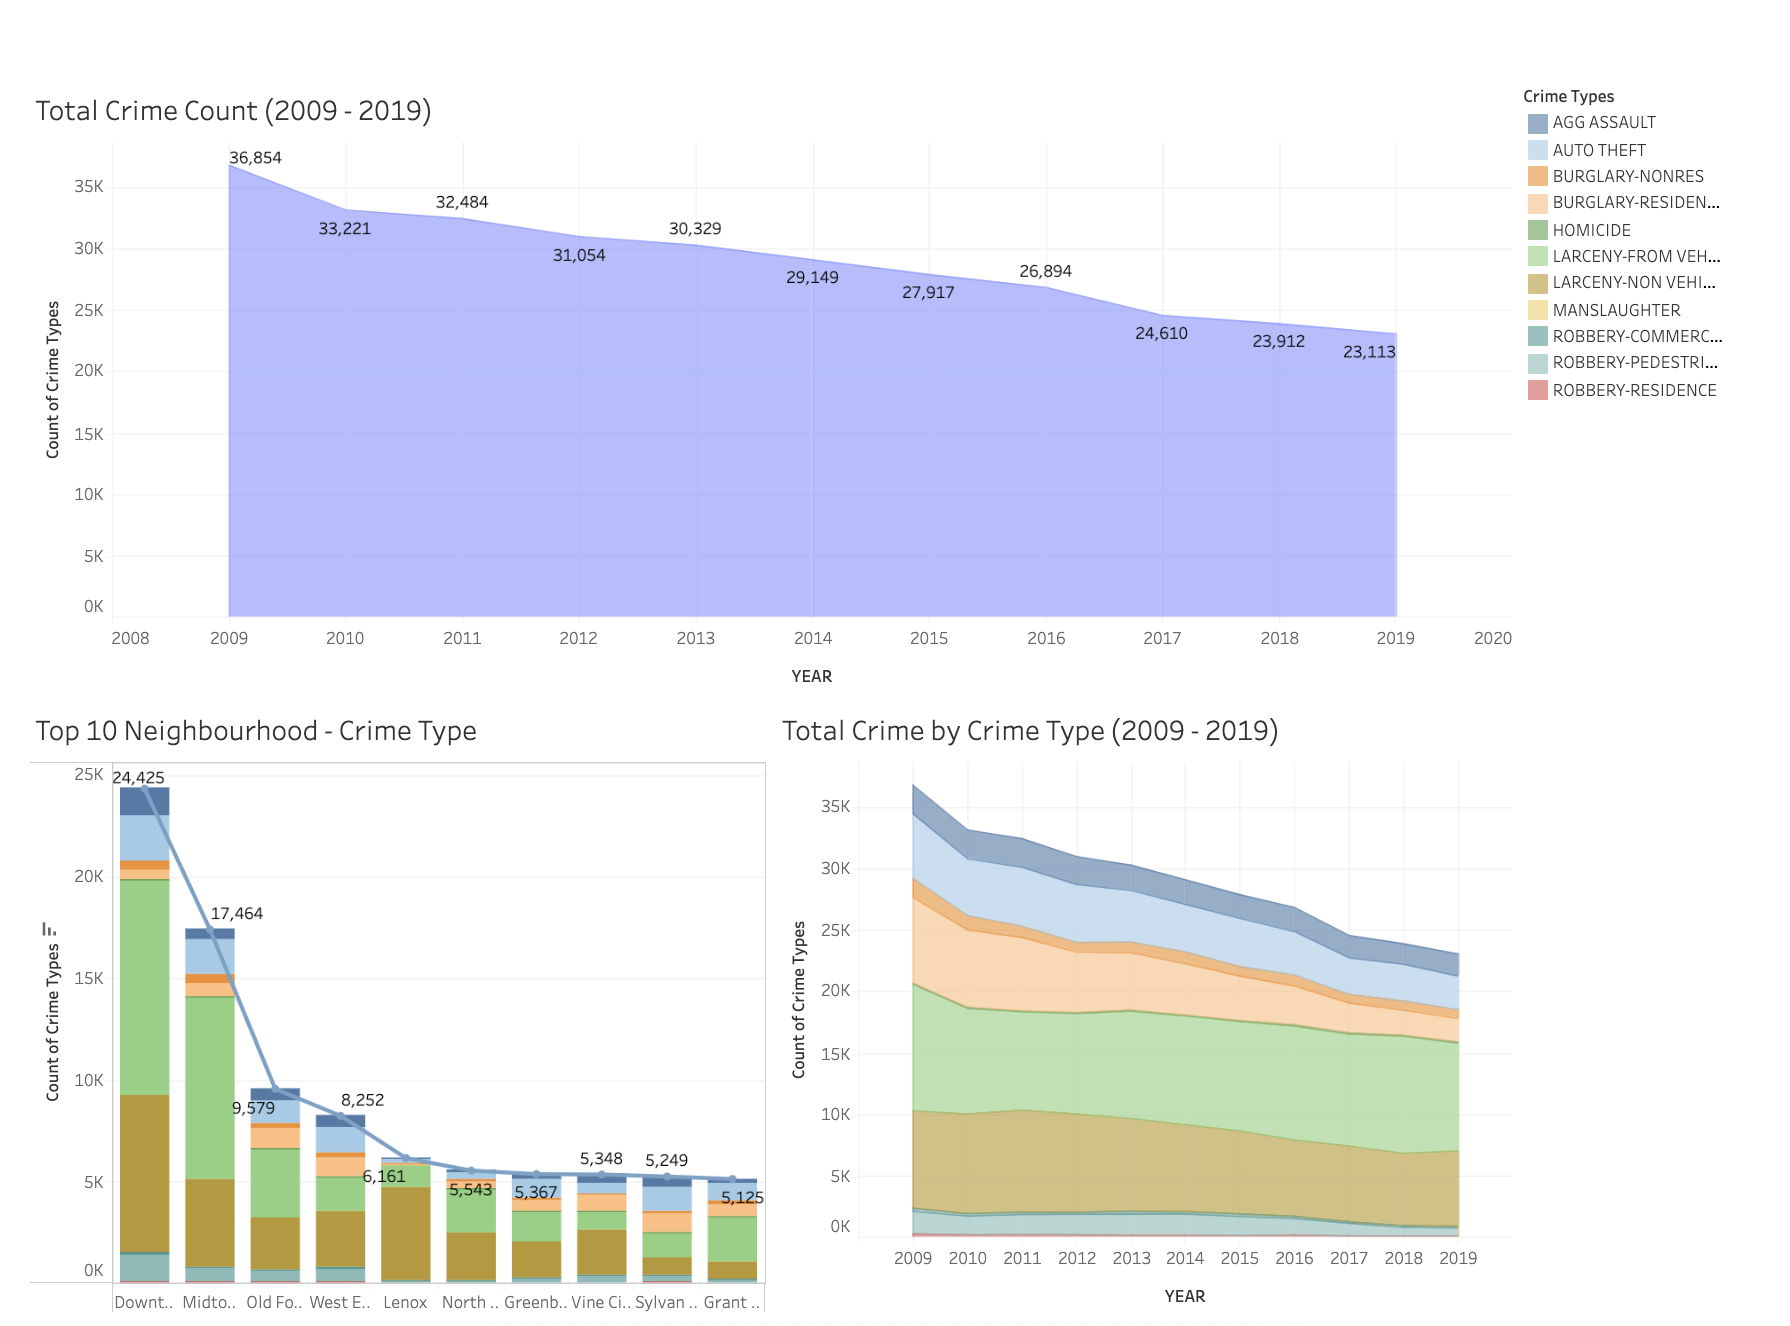 Total Crime Count (2009 - 2019)
Crime Types
AGG ASSAULT
AUTO THEFT
BURGLARY-NONRES
BURGLARY-RESIDEN...
HOMICIDE
LARCENY-FROM VEH...
LARCENY-NON VEHI...
MANSLAUGHTER
ROBBERY-COMMERC...
ROBBERY-PEDESTRI...
ROBBERY-RESIDENCE
Count of Crime Types
35K
30K
25K
20K
15K
10K
5K
0K
36,854
33,221
32,484
31,054
30,329
29,149
27,917
26,894
24,610
23,912
23,113
2008 2009 2010 2011 2012 2013 2014 2015 2016 2017 2018 2019 2020
YEAR
Top 10 Neighbourhood - Crime Type
Count of Crime Types
25K
20K
15K
10K
5K
0K
24,425
17,464
9,579
8,252
6,161
5,543
5,367
5,348
5,249
5,125
Downt.. Midto.. Old Fo.. West E.. Lenox North .. Greenb.. Vine Ci.. Sylvan .. Grant ..
Total Crime by Crime Type (2009 - 2019)
Count of Crime Types
35K
30K
25K
20K
15K
10K
5K
0K
2009 2010 2011 2012 2013 2014 2015 2016 2017 2018 2019
YEAR